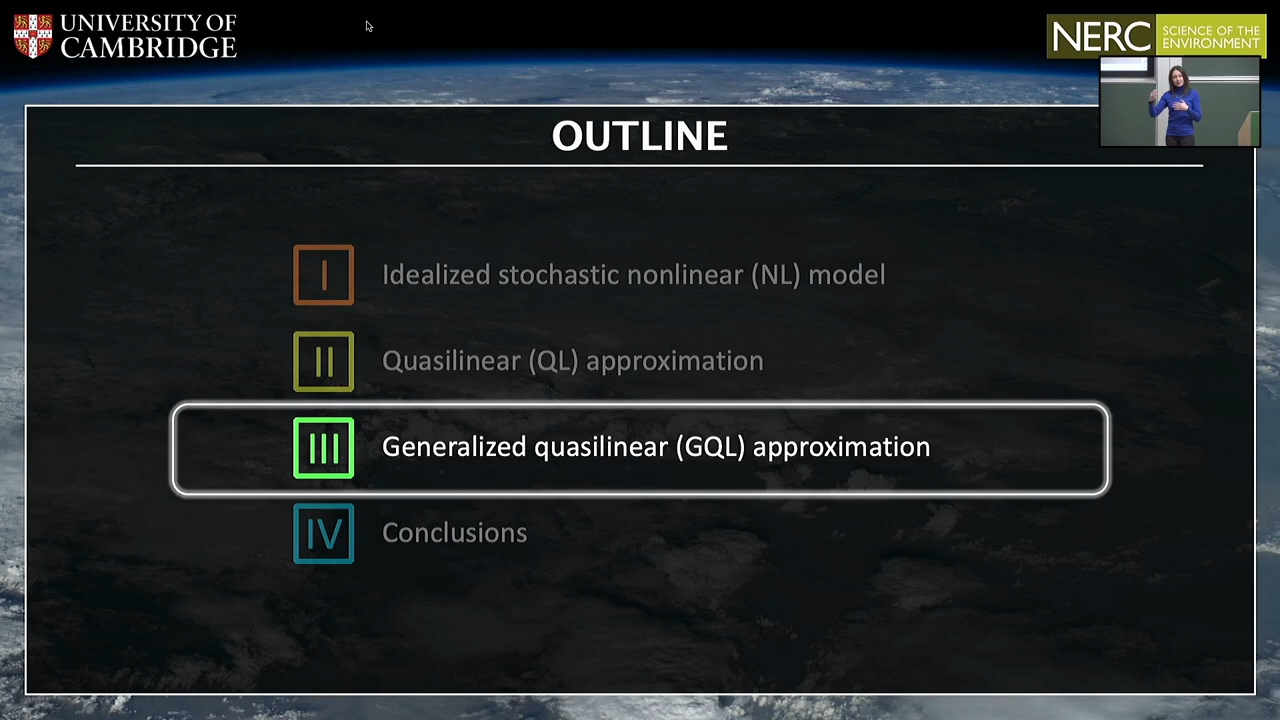 UNIVERSITY OF
CAMBRIDGE
NERC
SCIENCE OF THE
ENVIRONMENT
OUTLINE
I Idealized stochastic nonlinear (NL) model
II Quasilinear (QL) approximation
III Generalized quasilinear (GQL) approximation
IV Conclusions